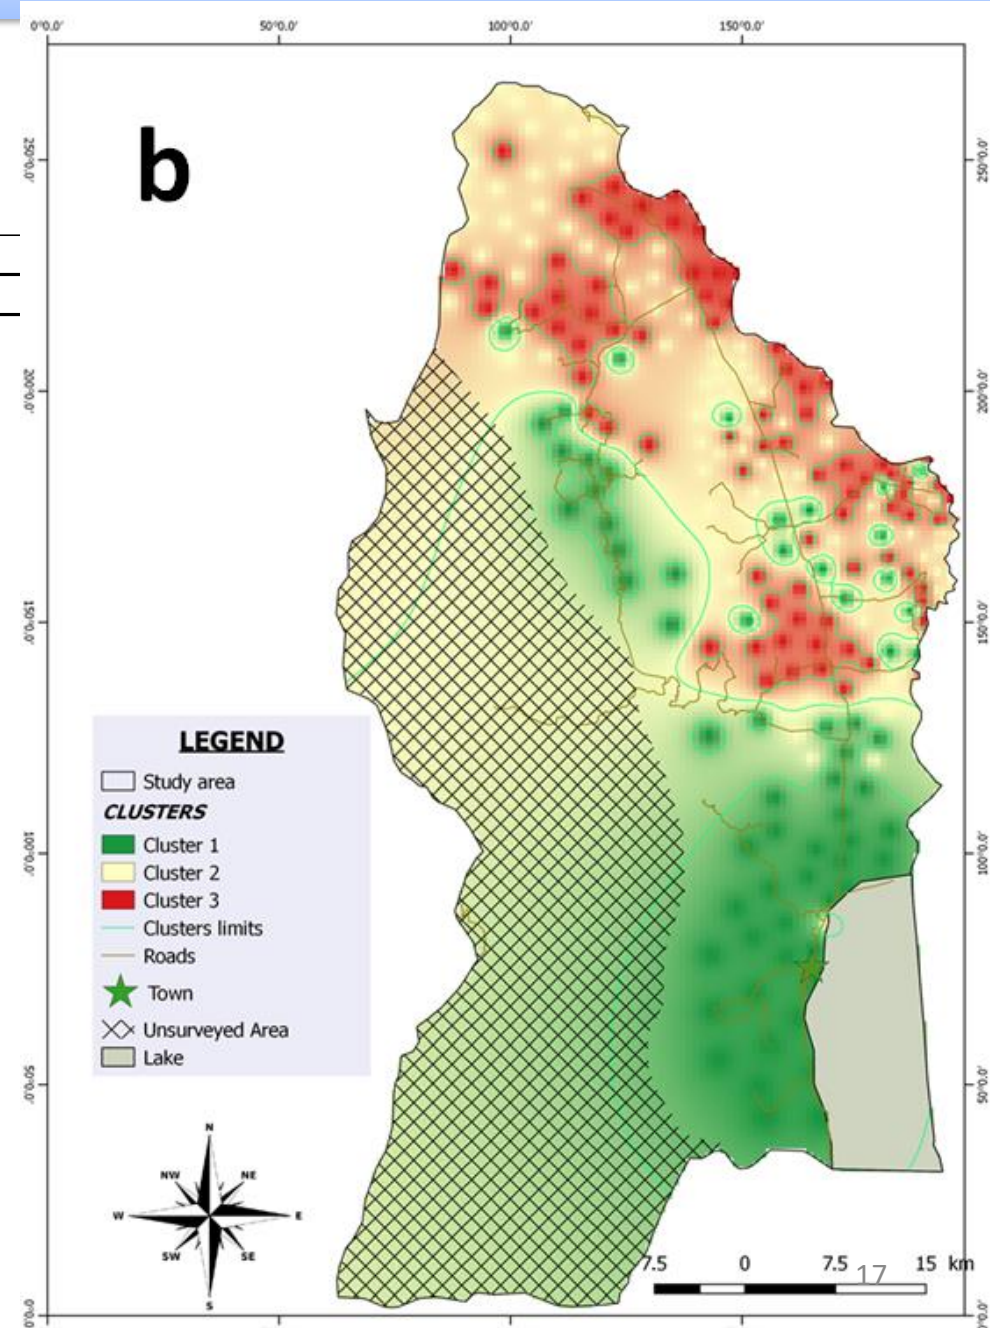 0°0.0′ 50°0.0′ 100°0.0′ 150°0.0′
b
250°0.0′ 250°0.0′
200°0.0′ 200°0.0′
150°0.0′ 150°0.0′
100°0.0′ 100°0.0′
50°0.0′ 50°0.0′
0°0.0′ 0°0.0′
LEGEND
Study area
CLUSTERS
Cluster 1
Cluster 2
Cluster 3
Clusters limits
Roads
Town
Unsurveyed Area
Lake
N
NW NE
W E
SW SE
S
7.5 0 7.5 15 km
17